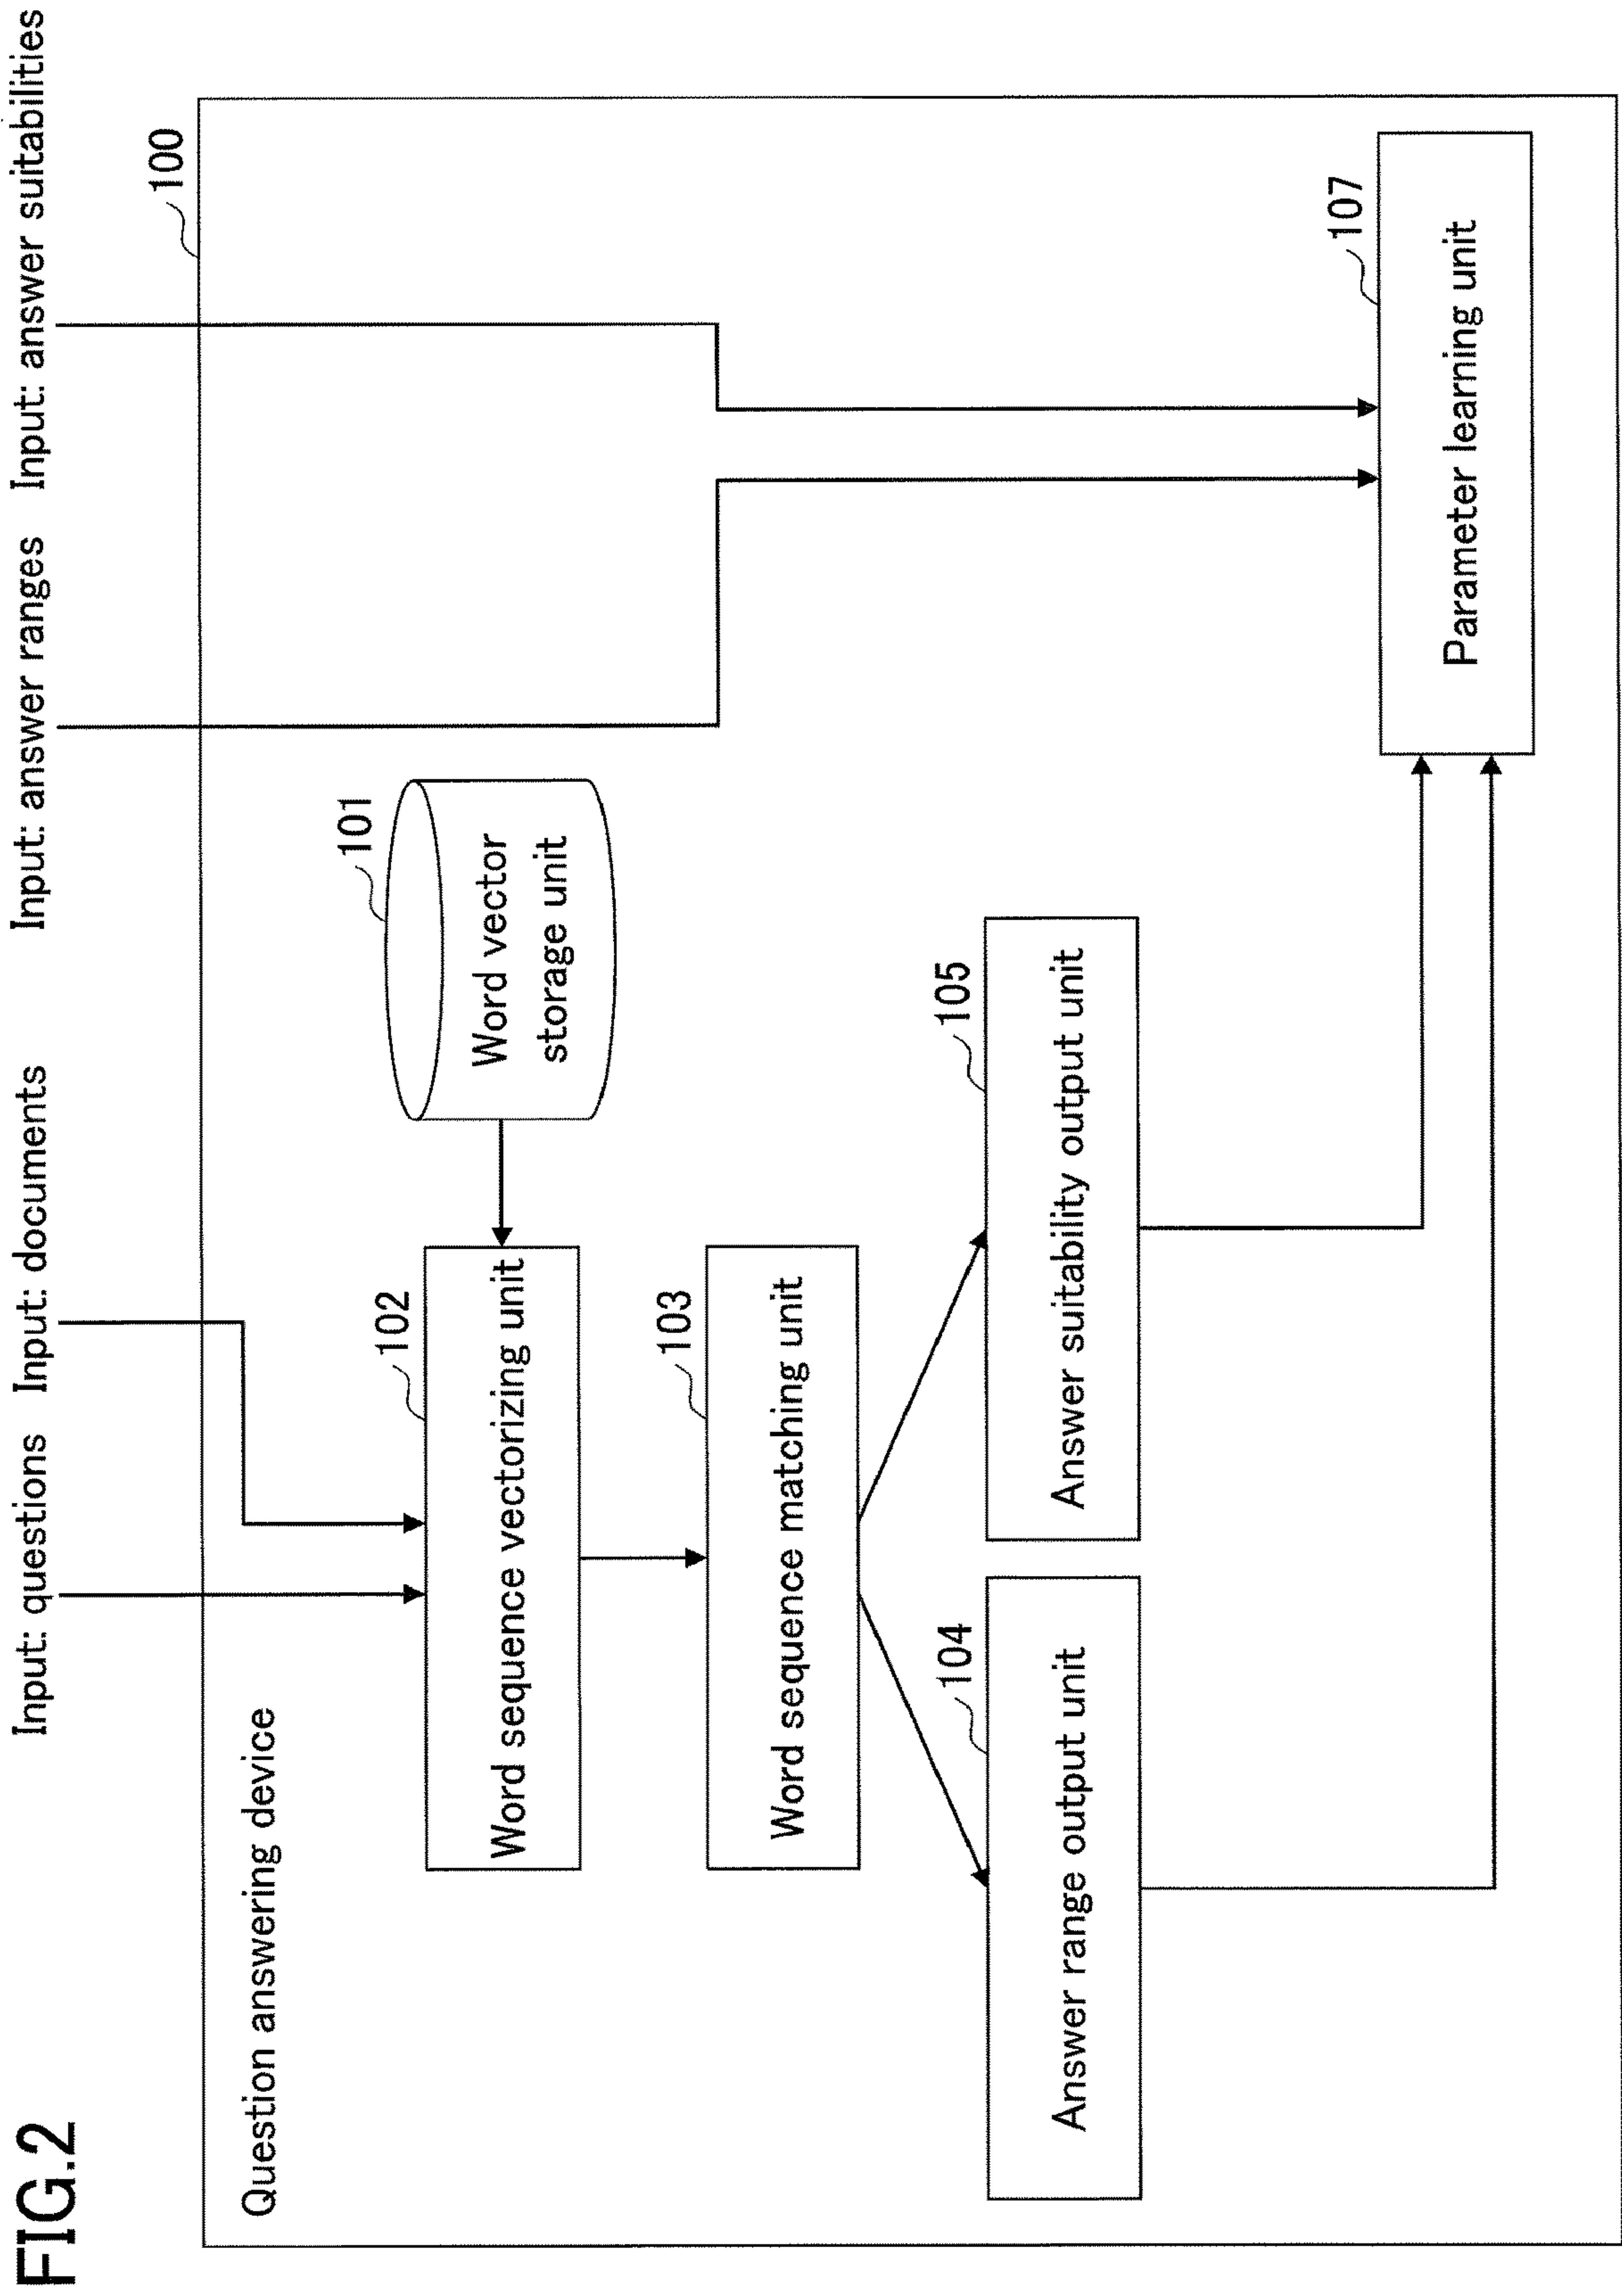 FIG.2
Input: questions
Input: documents
Input: answer ranges
Input: answer suitabilities
100
Question answering device
101
Word vector
storage unit
102
Word sequence vectorizing unit
103
Word sequence matching unit
104
Answer range output unit
105
Answer suitability output unit
107
Parameter learning unit